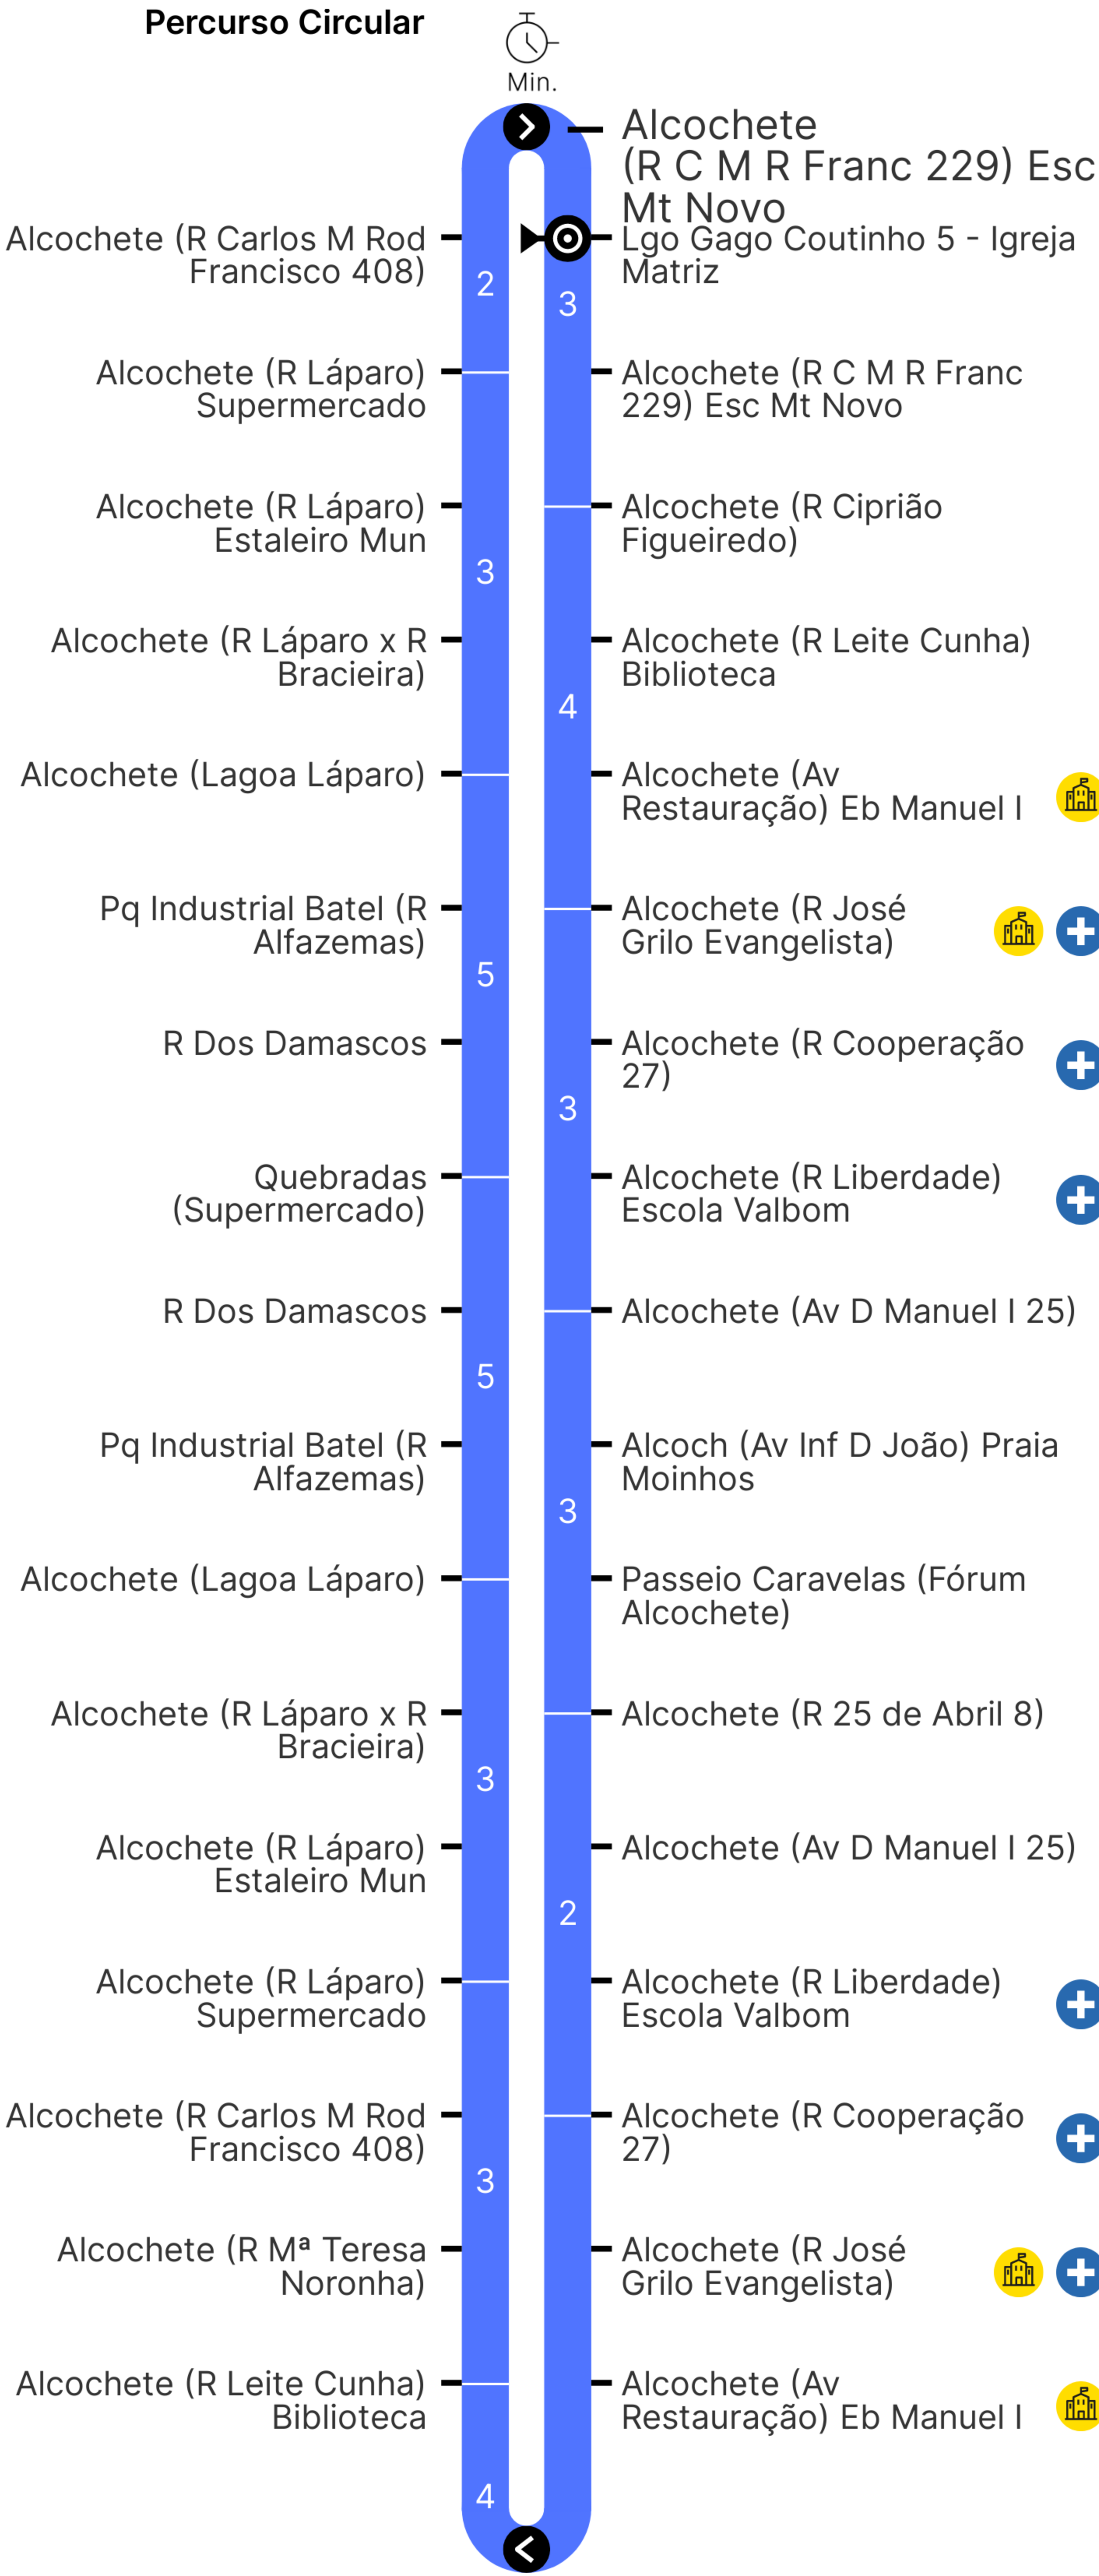 Percurso Circular
Min.
Alcochete
(R C M R Franc 229) Esc
Mt Novo
Alcochete (R Carlos M Rod
Francisco 408)
2
Lgo Gago Coutinho 5 - Igreja
Matriz
3
Alcochete (R Láparo)
Supermercado
Alcochete (R C M R Franc
229) Esc Mt Novo
Alcochete (R Láparo)
Estaleiro Mun
3
Alcochete (R Ciprião
Figueiredo)
Alcochete (R Láparo x R
Bracieira)
Alcochete (R Leite Cunha)
Biblioteca
4
Alcochete (Lagoa Láparo)
Alcochete (Av
Restauração) Eb Manuel I
Pq Industrial Batel (R
Alfazemas)
5
Alcochete (R José
Grilo Evangelista)
R Dos Damascos
Alcochete (R Cooperação
27)
3
Quebradas
(Supermercado)
Alcochete (R Liberdade)
Escola Valbom
R Dos Damascos
5
Alcochete (Av D Manuel I 25)
Pq Industrial Batel (R
Alfazemas)
Alcoch (Av Inf D João) Praia
Moinhos
3
Alcochete (Lagoa Láparo)
Passeio Caravelas (Fórum
Alcochete)
Alcochete (R Láparo x R
Bracieira)
3
Alcochete (R 25 de Abril 8)
Alcochete (R Láparo)
Estaleiro Mun
Alcochete (Av D Manuel I 25)
2
Alcochete (R Láparo)
Supermercado
Alcochete (R Liberdade)
Escola Valbom
Alcochete (R Carlos M Rod
Francisco 408)
3
Alcochete (R Cooperação
27)
Alcochete (R Mª Teresa
Noronha)
Alcochete (R José
Grilo Evangelista)
Alcochete (R Leite Cunha)
Biblioteca
4
Alcochete (Av
Restauração) Eb Manuel I